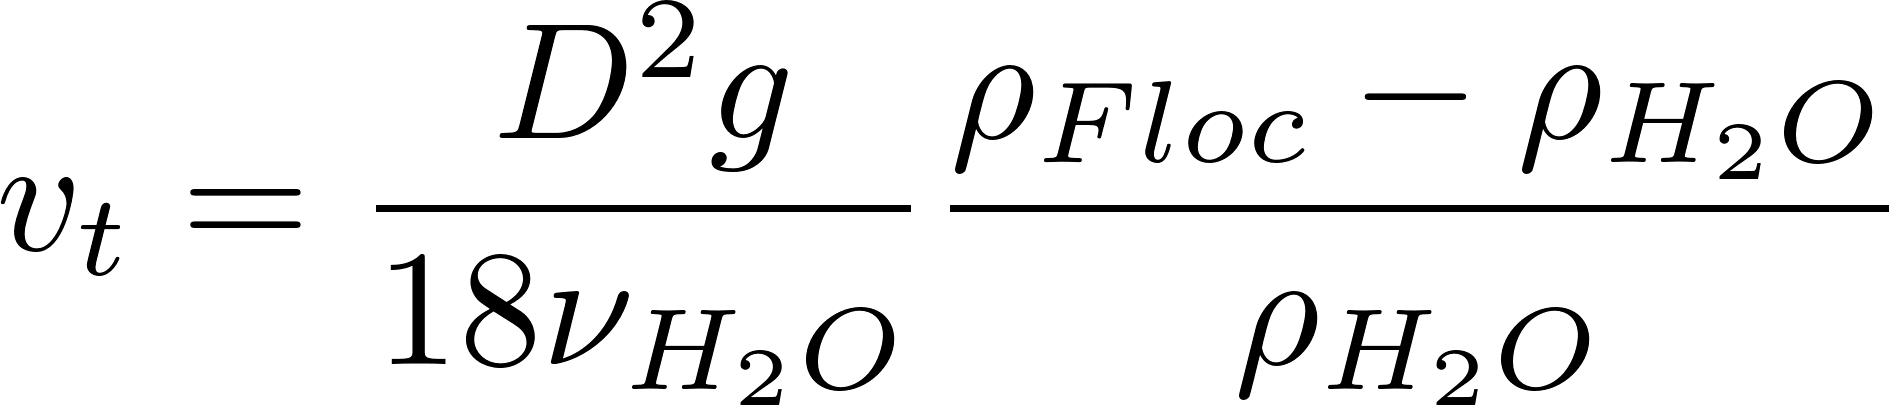 v_t = \frac{D^2 g}{18 \nu_{H_2O}} \frac{\rho_{Floc} - \rho_{H_2O}}{\rho_{H_2O}}